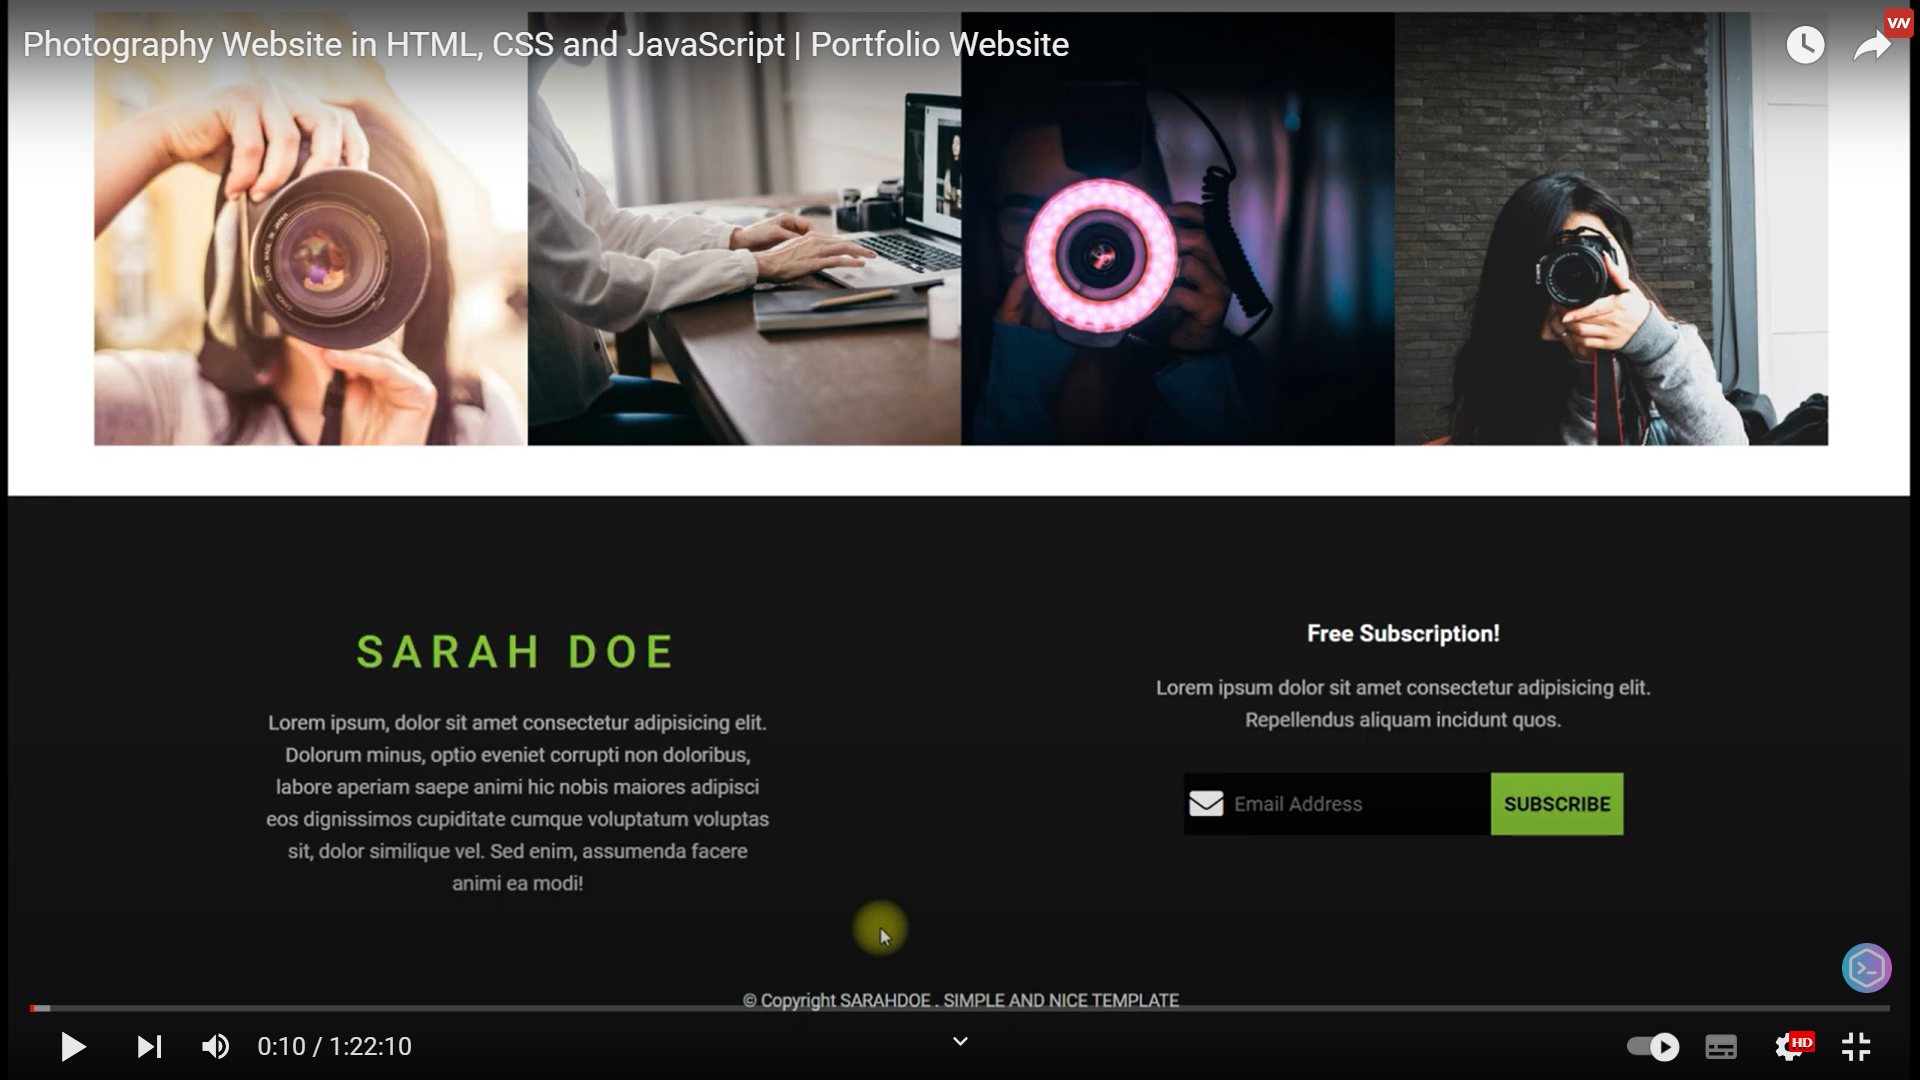 Photography Website in HTML, CSS and JavaScript | Portfolio Website
VN
SARAH DOE
Lorem ipsum, dolor sit amet consectetur adipisicing elit.
Dolorum minus, optio eveniet corrupti non doloribus,
labore aperiam saepe animi hic nobis maiores adipisci
eos dignissimos cupiditate cumque voluptatum voluptas
sit, dolor similique vel. Sed enim, assumenda facere
animi ea modi!
Free Subscription!
Lorem ipsum dolor sit amet consectetur adipisicing elit.
Repellendus aliquam incidunt quos.
Email Address
SUBSCRIBE
© Copyright SARAHDOE . SIMPLE AND NICE TEMPLATE
0:10 / 1:22:10
HD